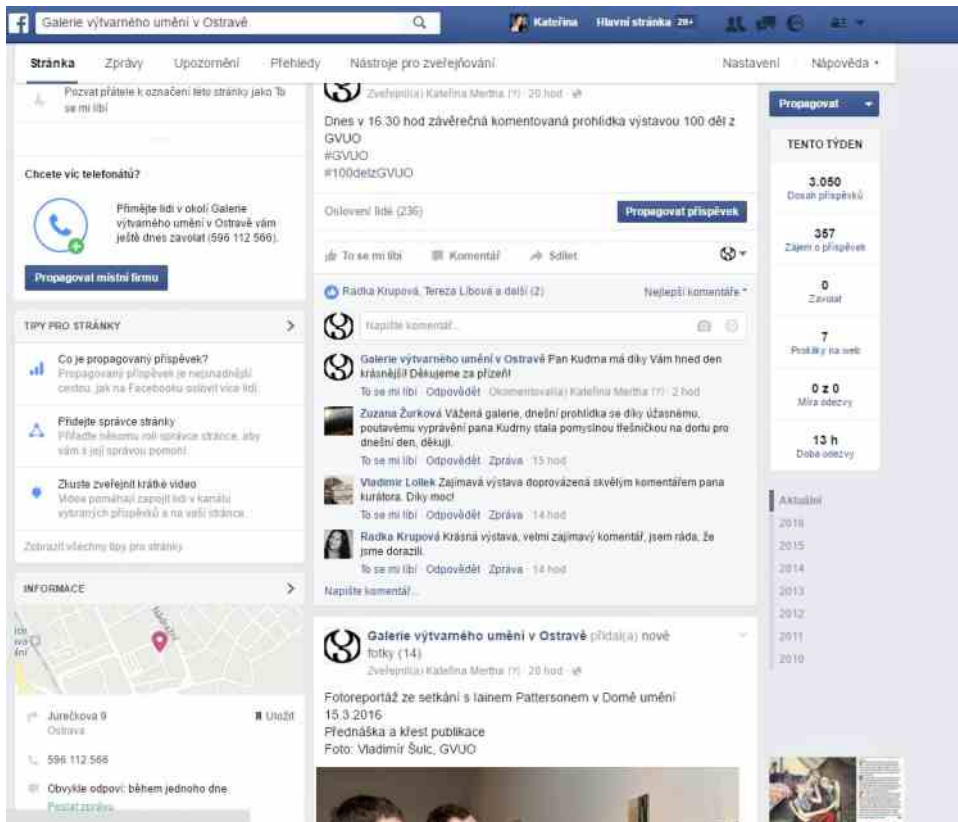 Galerie výtvarného umění v Ostravě
Kateřina
Hlavní stránka 20+
Stránka
Zprávy
Upozornění
Přehledy
Nástroje pro zveřejňování
Nastavení
Nápověda
Pozvat přátele k označení této stránky jako To
se mi líbí
Chcete víc telefonátů?
Přimějte lidi v okolí Galerie
výtvarného umění v Ostravě vám
ještě dnes zavolat (596 112 566).
Propagovat místní firmu
TIPY PRO STRÁNKY
Co je propagovaný příspěvek?
Propagovaný příspěvek je nejsnadnější
cestou, jak na Facebooku oslovit více lidí.
Přidejte správce stránky
Přiřaďte někomu roli správce stránce, aby
vám s její správou pomohl.
Zkuste zveřejnit krátké video
Videa pomáhají zapojit lidi v kanálu
vybraných příspěvků a na vaší stránce.
Zobrazit všechny tipy pro stránky
INFORMACE
Nádražní
Jurečkova 9
Ostrava
Uložit
596 112 566
Obvykle odpoví: během jednoho dne
Poslat zprávu
Zveřejnil(a) Kateřina Mertha (?) · 20 hod ·
Dnes v 16.30 hod závěrečná komentovaná prohlídka výstavou 100 děl z
GVUO
#GVUO
#100delzGVUO
Oslovení lidé (236)
Propagovat příspěvek
To se mi líbí
Komentář
Sdílet
Radka Krupová, Tereza Líbová a další (2)
Nejlepší komentáře
Napište komentář...
Galerie výtvarného umění v Ostravě Pan Kudrna má díky Vám hned den
krásnější! Děkujeme za přízeň!
To se mi líbí · Odpovědět · Okomentoval(a) Kateřina Mertha (?) · 2 hod
Zuzana Žurková Vážená galerie, dnešní prohlídka se díky úžasnému,
poutavému vyprávění pana Kudrny stala pomyslnou třešničkou na dortu pro
dnešní den, děkuji.
To se mi líbí · Odpovědět · Zpráva · 15 hod
Vladimír Lollek Zajímavá výstava doprovázená skvělým komentářem pana
kurátora. Díky moc!
To se mi líbí · Odpovědět · Zpráva · 14 hod
Radka Krupová Krásná výstava, velmi zajímavý komentář, jsem ráda, že
jsme dorazili.
To se mi líbí · Odpovědět · Zpráva · 14 hod
Napište komentář...
Galerie výtvarného umění v Ostravě přidal(a) nové
fotky (14)
Zveřejnil(a) Kateřina Mertha (?) · 20 hod ·
Fotoreportáž ze setkání s Iainem Pattersonem v Domě umění
15.3.2016
Přednáška a křest publikace
Foto: Vladimír Šulc, GVUO
Propagovat
TENTO TÝDEN
3.050
Dosah příspěvků
357
Zájem o příspěvek
0
Zavolat
7
Prokliky na web
0 z 0
Míra odezvy
13 h
Doba odezvy
Aktuální
2016
2015
2014
2013
2012
2011
2010